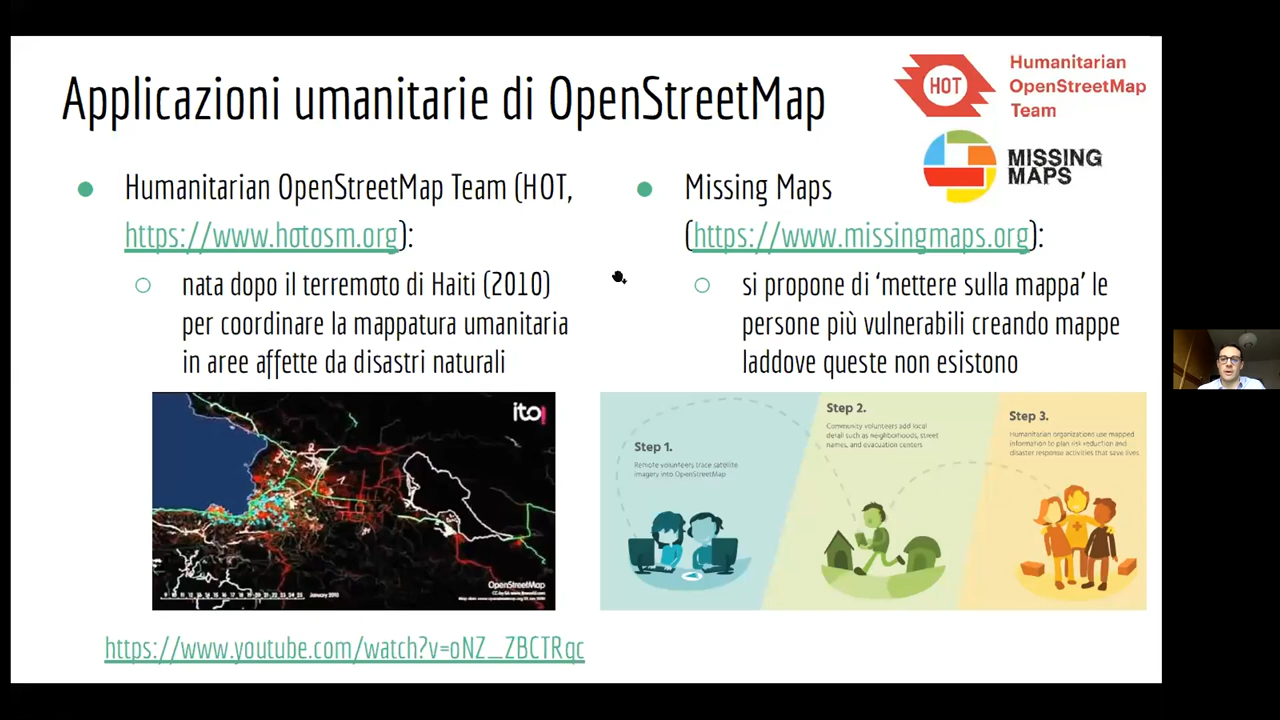 Applicazioni umanitarie di OpenStreetMap
HOT
Humanitarian
OpenStreetMap
Team
MISSING
MAPS
Humanitarian OpenStreetMap Team (HOT,
https://www.hotosm.org):
nata dopo il terremoto di Haiti (2010)
per coordinare la mappatura umanitaria
in aree affette da disastri naturali
Missing Maps
(https://www.missingmaps.org):
si propone di ‘mettere sulla mappa’ le
persone più vulnerabili creando mappe
laddove queste non esistono
ito
OpenStreetMap
January 2010
Step 1.
Remote volunteers trace satellite
imagery into OpenStreetMap
Step 2.
Community volunteers add local
detail such as neighborhoods, street
names, and evacuation centers
Step 3.
Humanitarian organizations use mapped
information to plan risk reduction and
disaster response activities that save lives
https://www.youtube.com/watch?v=oNZ_ZBCTRqc